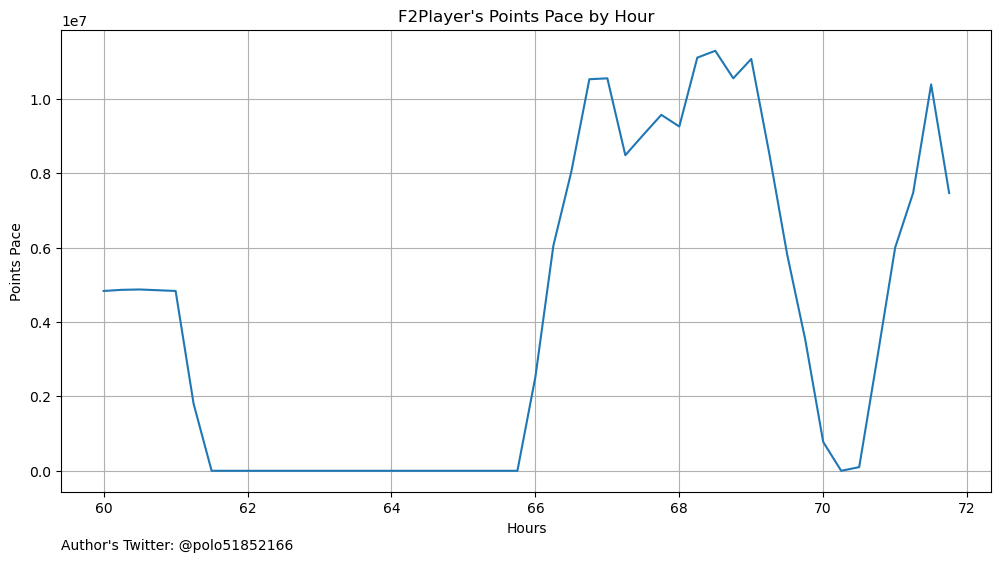 F2Player's Points Pace by Hour
1e7
1.0
0.8
0.6
0.4
0.2
0.0
Points Pace
60 62 64 66 68 70 72
Hours
Author's Twitter: @polo51852166